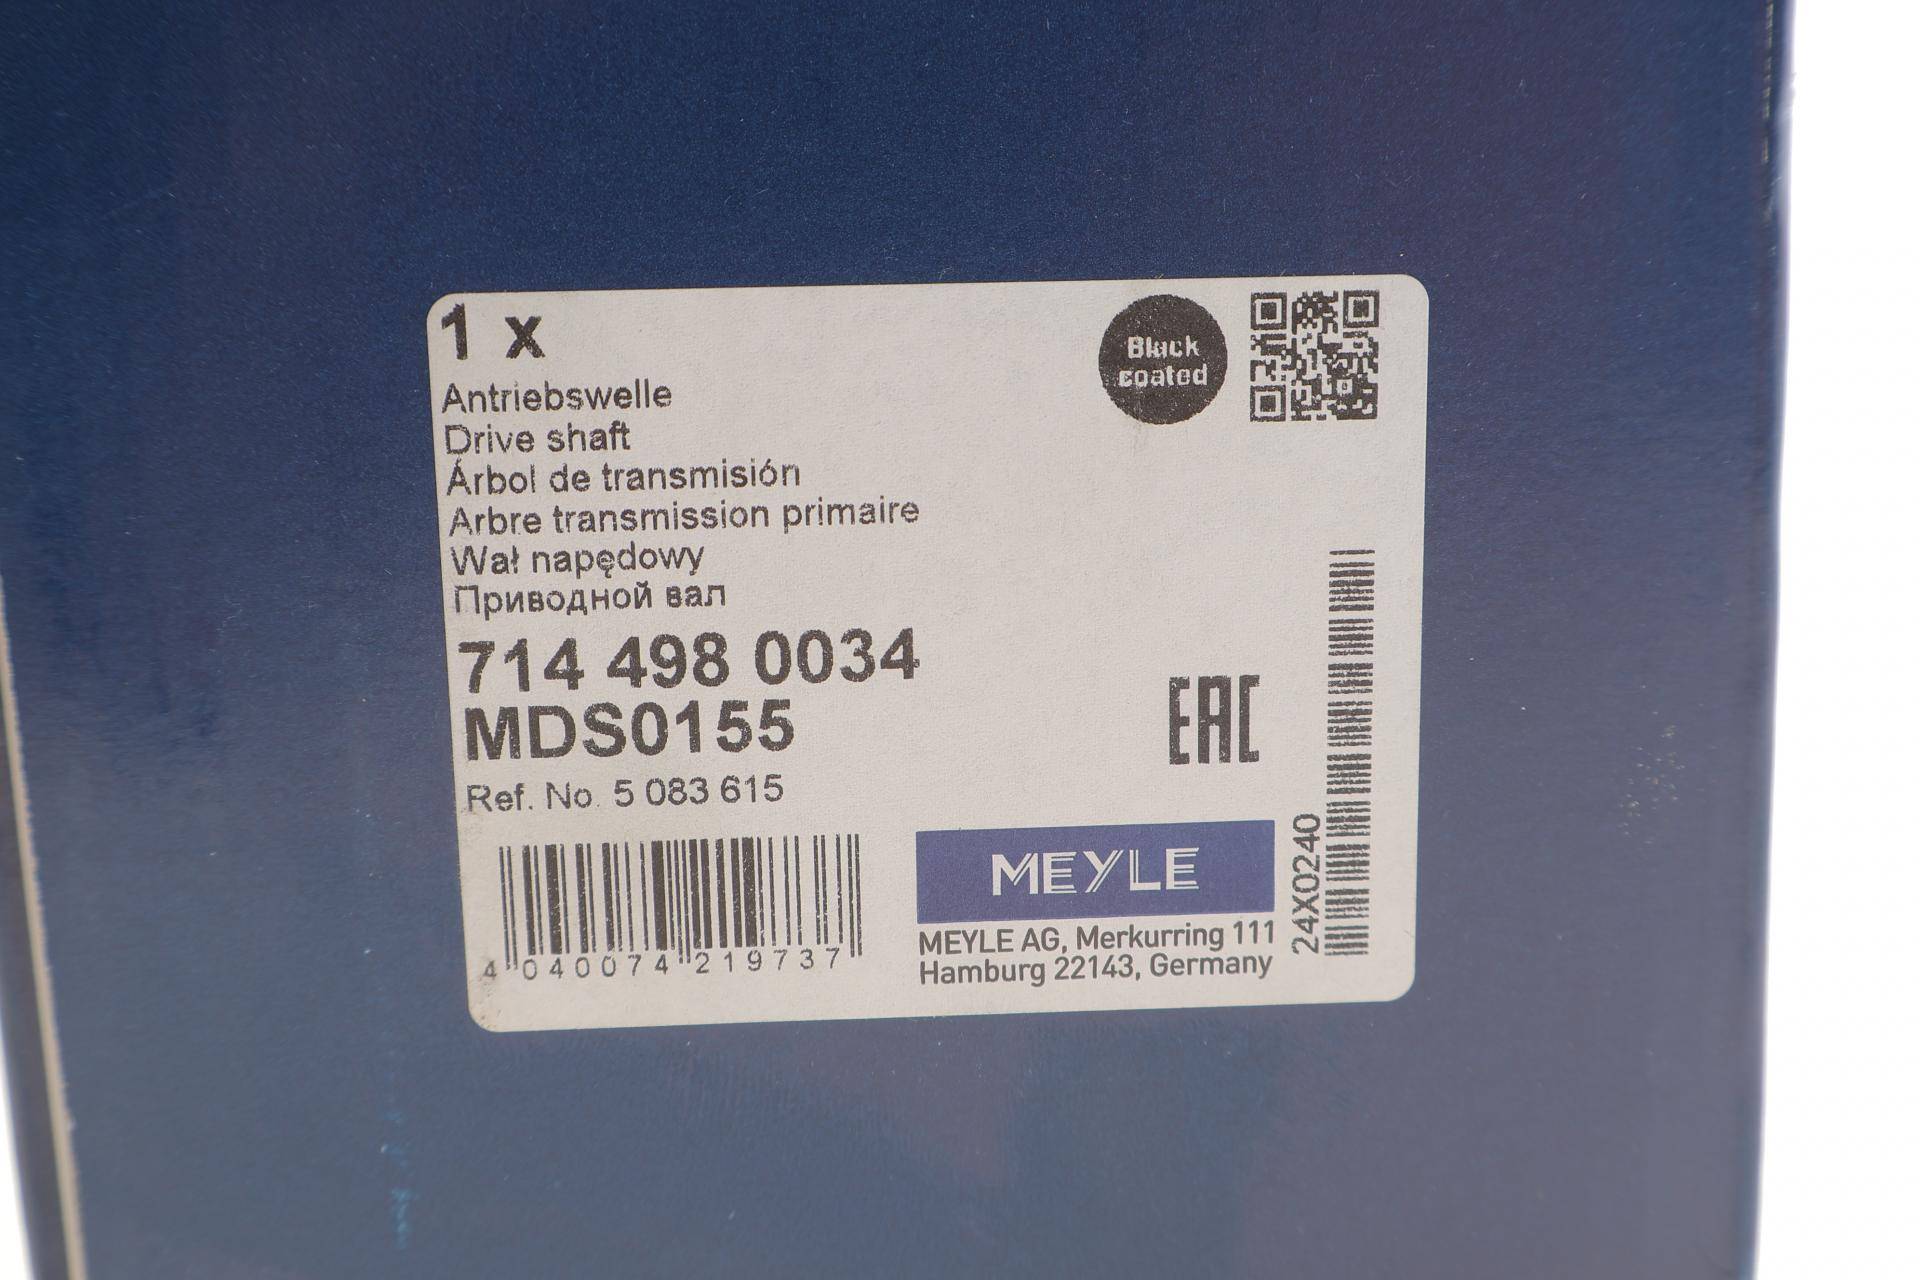 1 x
Black
coated
Antriebswelle
Drive shaft
Árbol de transmisión
Arbre transmission primaire
Wał napędowy
Приводной вал
714 498 0034
MDS0155
Ref. No. 5 083 615
EAC
4 040074 219737
MEYLE
MEYLE AG, Merkurring 111
Hamburg 22143, Germany
24X0240